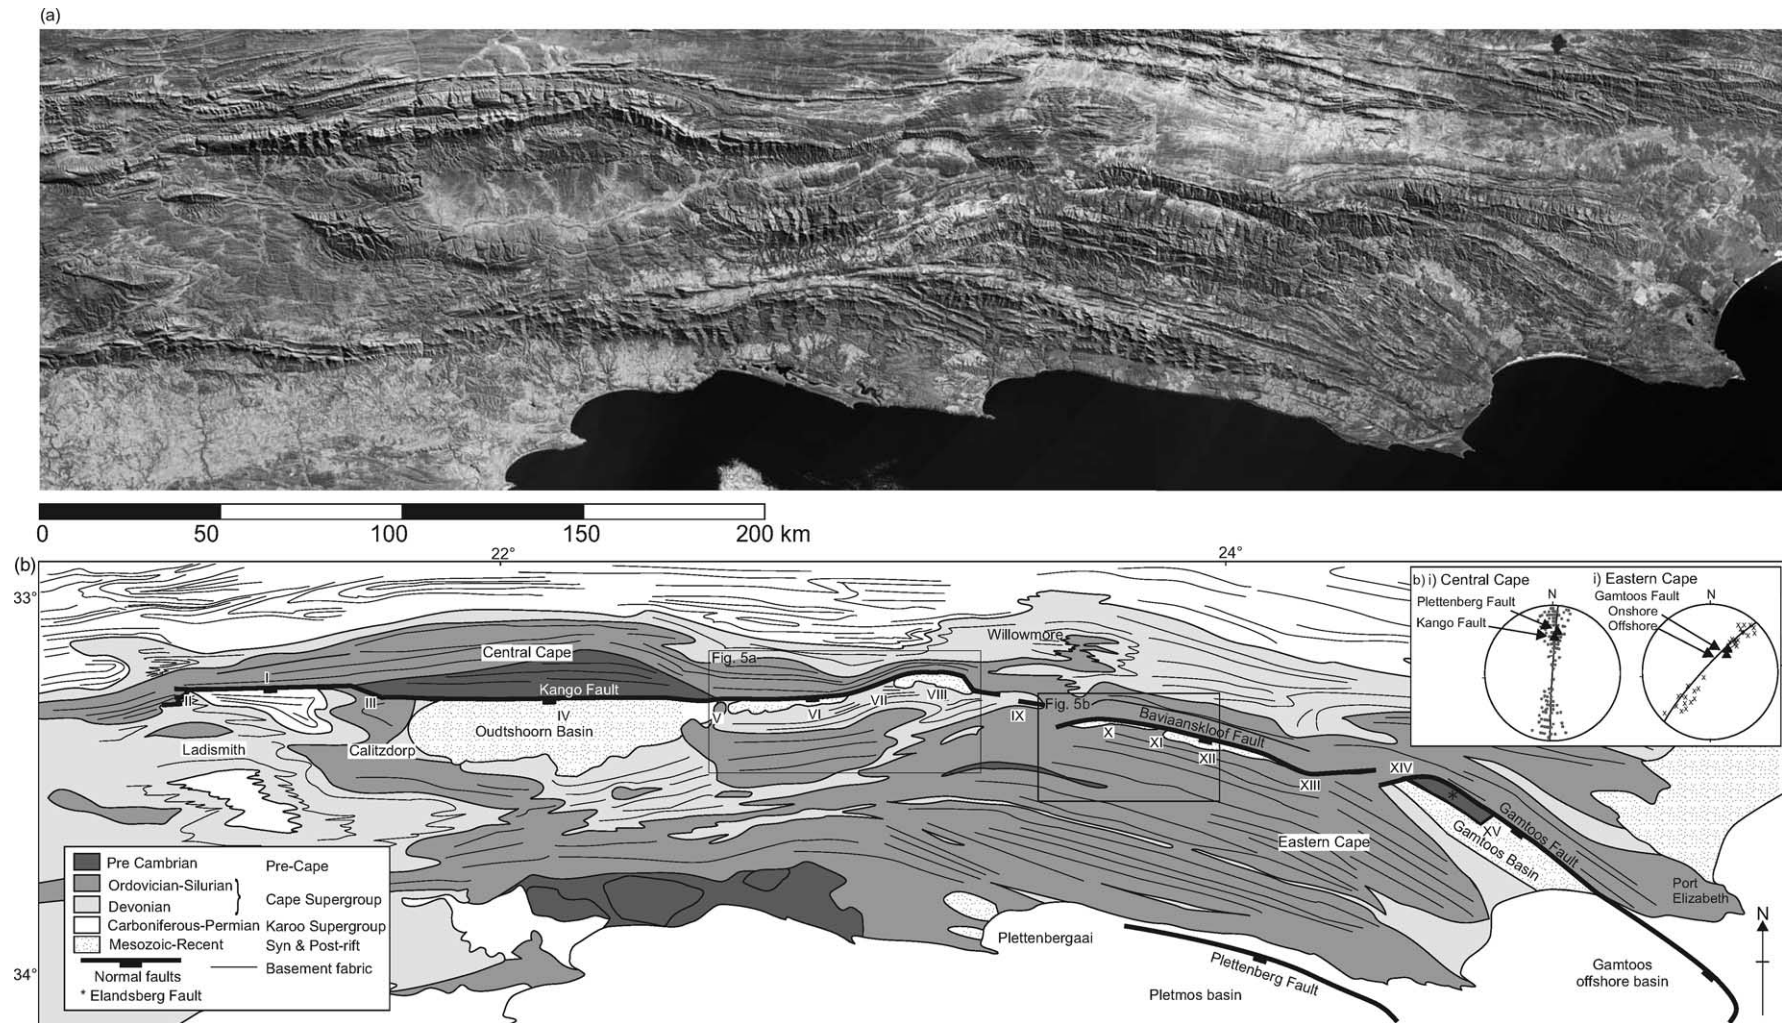 (a)
0 50 100 150 200 km
(b)
22°
24°
33°
34°
b) i) Central Cape
Plettenberg Fault
Kango Fault
N
i) Eastern Cape
Gamtoos Fault
Onshore
Offshore
N
Willowmore
Central Cape
Fig. 5a
I
II
III
Kango Fault
IV
Oudtshoorn Basin
V
VI
VII
VIII
IX
Fig. 5b
Baviaanskloof Fault
X
XI
XII
XIII
XIV
Ladismith
Calitzdorp
*
XV
Gamtoos Fault
Gamtoos Basin
Eastern Cape
Port
Elizabeth
Pre Cambrian Pre-Cape
Ordovician-Silurian
Devonian
Cape Supergroup
Carboniferous-Permian Karoo Supergroup
Mesozoic-Recent Syn & Post-rift
Normal faults
Basement fabric
* Elandsberg Fault
Plettenbergaai
Plettenberg Fault
Pletmos basin
Gamtoos
offshore basin
N